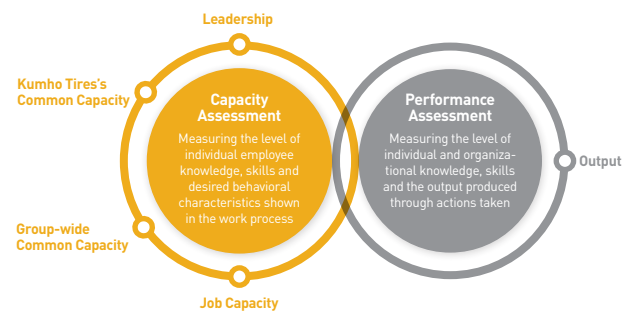 Leadership
Kumho Tires's
Common Capacity
Group-wide
Common Capacity
Job Capacity
Capacity
Assessment
Measuring the level of
individual employee
knowledge, skills and
desired behavioral
characteristics shown
in the work process
Performance
Assessment
Measuring the level of
individual and organiza-
tional knowledge, skills
and the output produced
through actions taken
Output